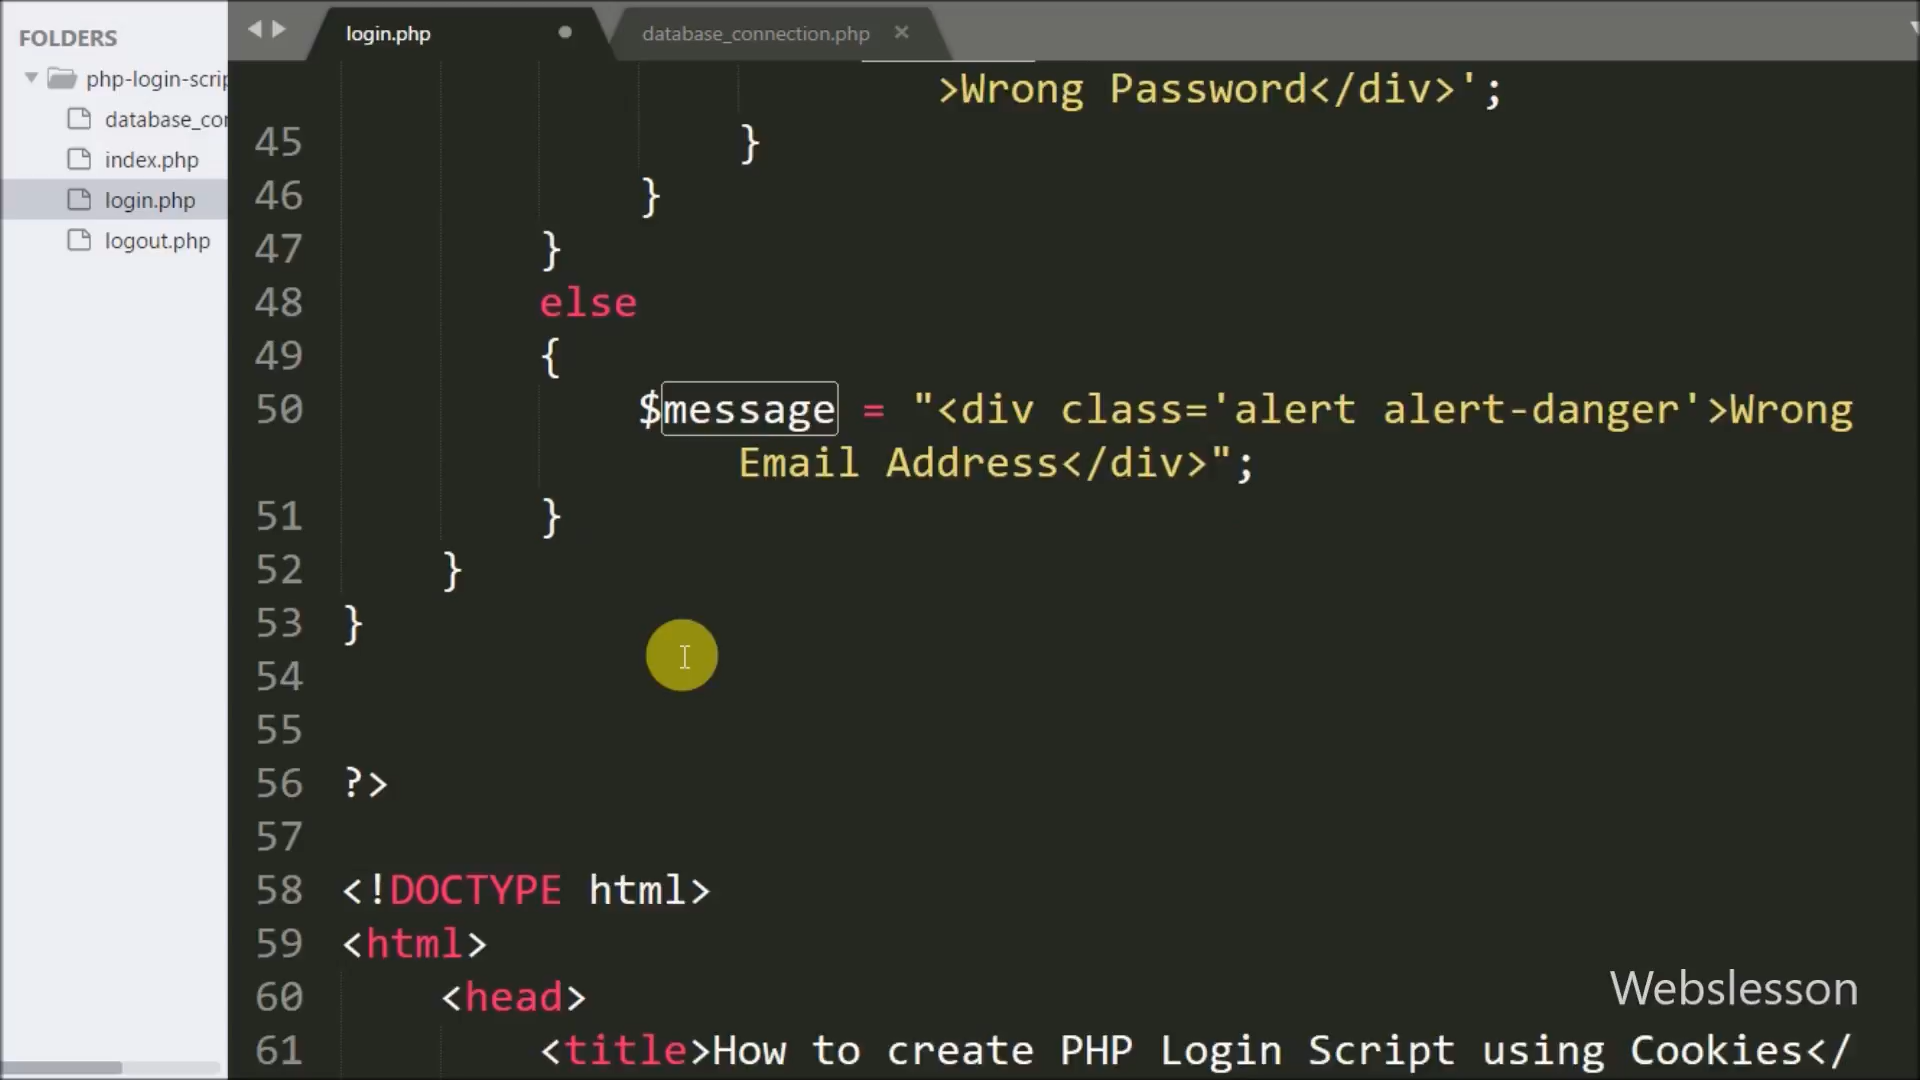 FOLDERS
php-login-scrip
database_cor
index.php
login.php
logout.php
login.php
database_connection.php
>Wrong Password</div>';
45 }
46 }
47 }
48 else
49 {
50 $message = "<div class='alert alert-danger'>Wrong
Email Address</div>";
51 }
52 }
53 }
54
55
56 ?>
57
58 <!DOCTYPE html>
59 <html>
60 <head>
61 <title>How to create PHP Login Script using Cookies</
Webslesson